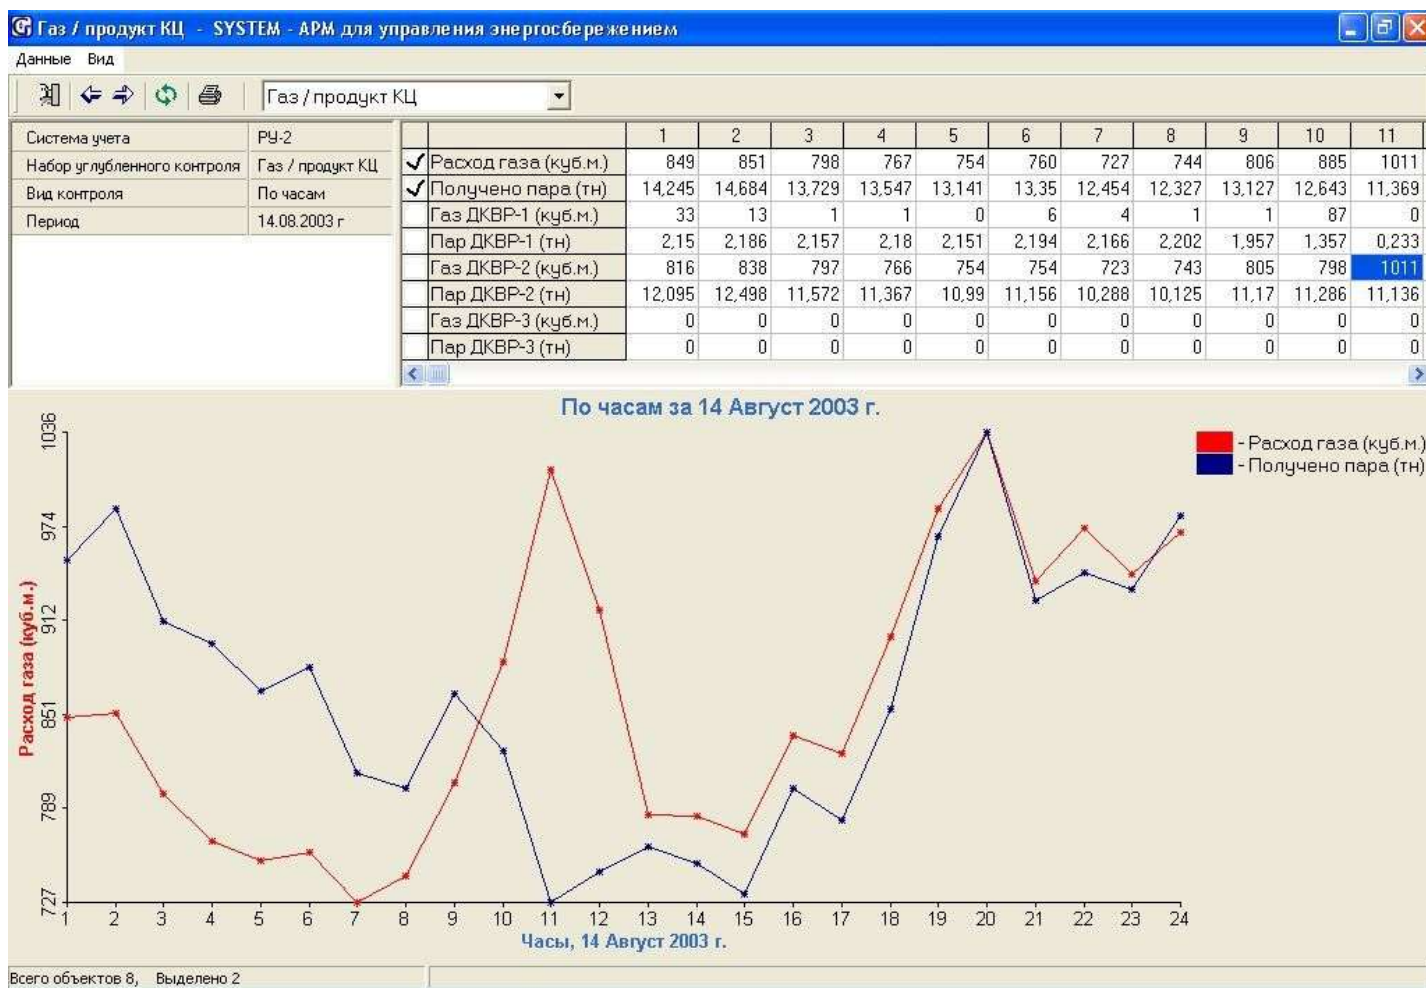 Газ / продукт КЦ - SYSTEM - АРМ для управления энергосбережением
Данные Вид
Газ / продукт КЦ
Система учета РУ-2
Набор углубленного контроля Газ / продукт КЦ
Вид контроля По часам
Период 14.08.2003 г
1 2 3 4 5 6 7 8 9 10 11
Расход газа (куб.м.) 849 851 798 767 754 760 727 744 806 885 1011
Получено пара (тн) 14,245 14,684 13,729 13,547 13,141 13,35 12,454 12,327 13,127 12,643 11,369
Газ ДКВР-1 (куб.м.) 33 13 1 1 0 6 4 1 1 87 0
Пар ДКВР-1 (тн) 2,15 2,186 2,157 2,18 2,151 2,194 2,166 2,202 1,957 1,357 0,233
Газ ДКВР-2 (куб.м.) 816 838 797 766 754 754 723 743 805 798 1011
Пар ДКВР-2 (тн) 12,095 12,498 11,572 11,367 10,99 11,156 10,288 10,125 11,17 11,286 11,136
Газ ДКВР-3 (куб.м.) 0 0 0 0 0 0 0 0 0 0 0
Пар ДКВР-3 (тн) 0 0 0 0 0 0 0 0 0 0 0
По часам за 14 Август 2003 г.
- Расход газа (куб.м.)
- Получено пара (тн)
Расход газа (куб.м.)
1036
974
912
851
789
727
1 2 3 4 5 6 7 8 9 10 11 12 13 14 15 16 17 18 19 20 21 22 23 24
Часы, 14 Август 2003 г.
Всего объектов 8, Выделено 2